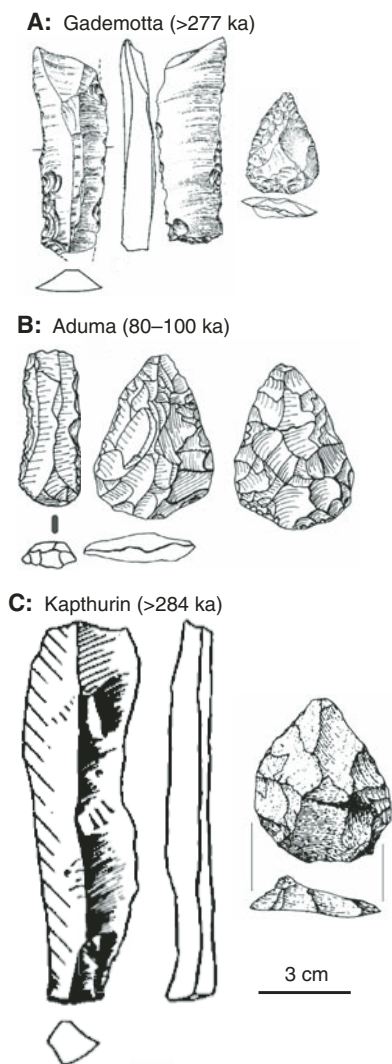 A: Gademotta (>277 ka)
B: Aduma (80–100 ka)
C: Kapthurin (>284 ka)
3 cm